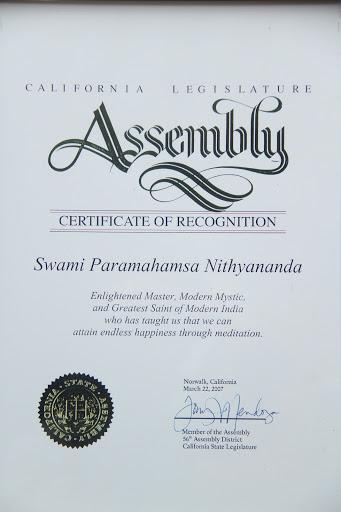 CALIFORNIA LEGISLATURE
Assembly
CERTIFICATE OF RECOGNITION
Swami Paramahamsa Nithyananda
Enlightened Master, Modern Mystic,
and Greatest Saint of Modern India
who has taught us that we can
attain endless happiness through meditation.
Norwalk, California
March 22, 2007
Member of the Assembly
56th Assembly District
California State Legislature
CALIFORNIA STATE ASSEMBLY